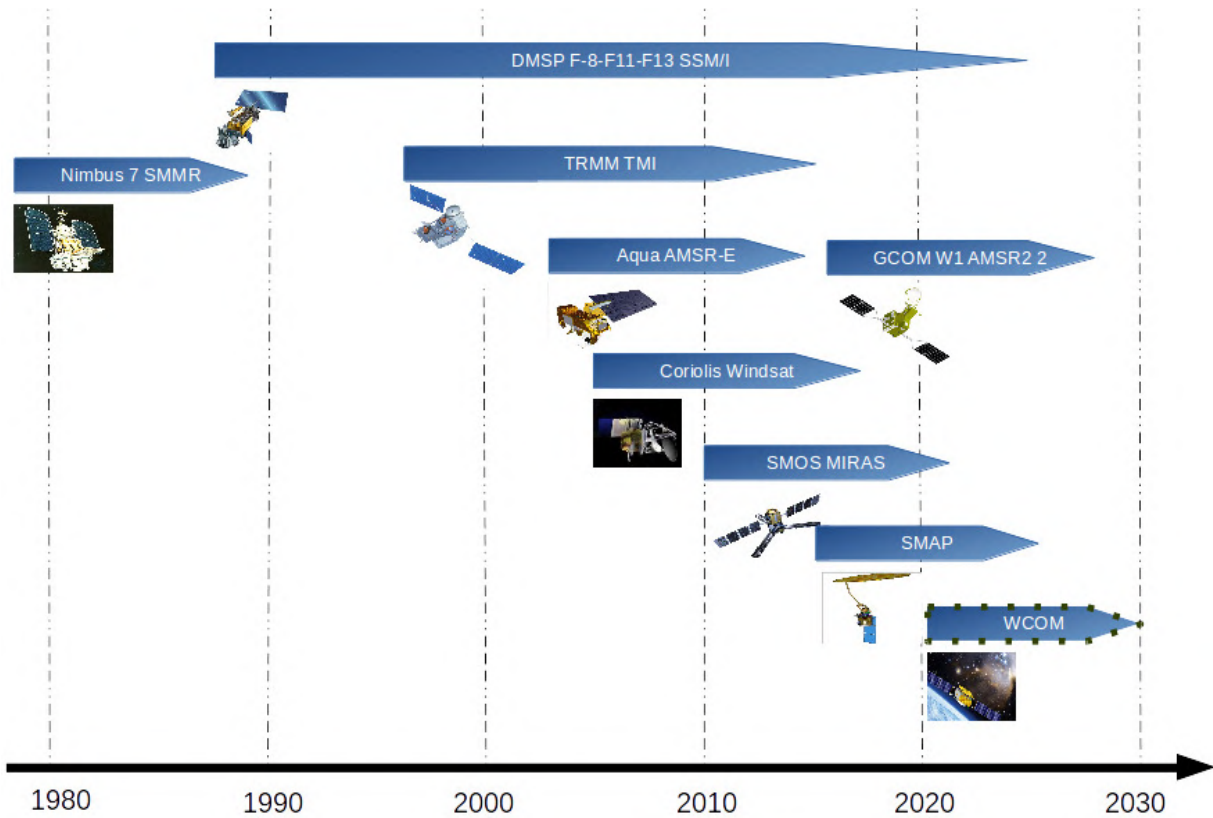 DMSP F-8-F11-F13 SSM/I
TRMM TMI
Nimbus 7 SMMR
Aqua AMSR-E
GCOM W1 AMSR2 2
Coriolis Windsat
SMOS MIRAS
SMAP
WCOM
1980 1990 2000 2010 2020 2030